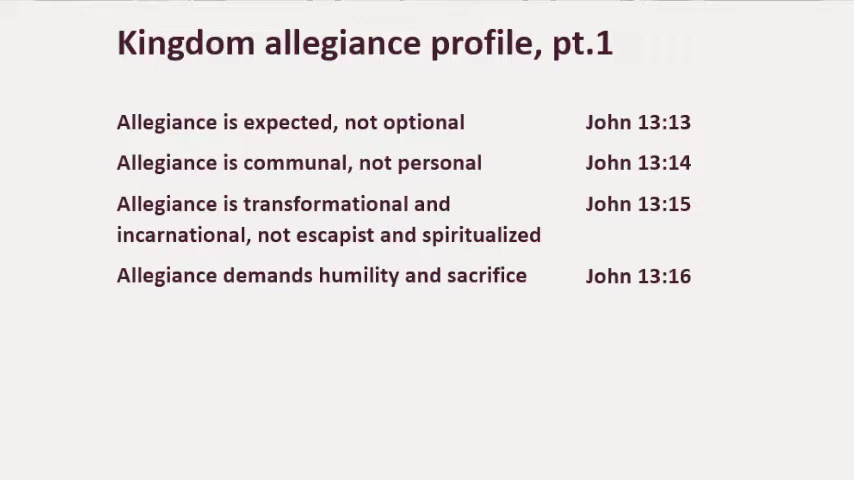 Kingdom allegiance profile, pt.1
Allegiance is expected, not optional John 13:13
Allegiance is communal, not personal John 13:14
Allegiance is transformational and John 13:15
incarnational, not escapist and spiritualized
Allegiance demands humility and sacrifice John 13:16